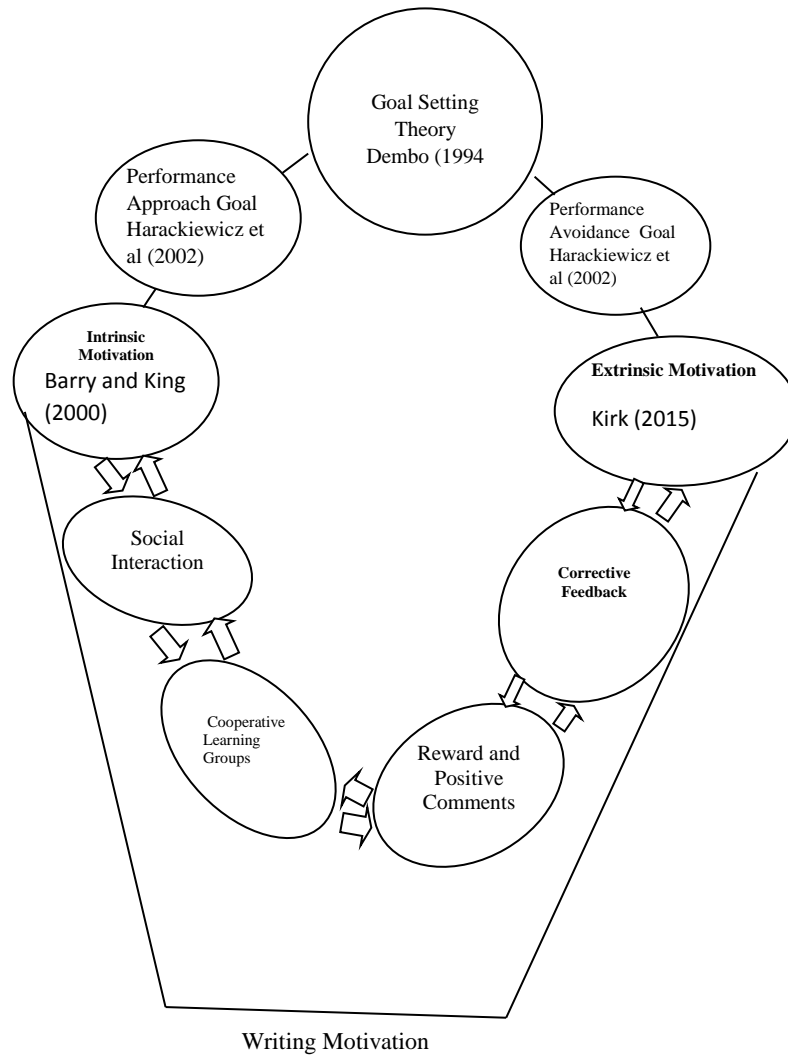 Goal Setting
Theory
Dembo (1994
Performance
Approach Goal
Harackiewicz et
al (2002)
Performance
Avoidance Goal
Harackiewicz et
al (2002)
Intrinsic
Motivation
Barry and King
(2000)
Extrinsic Motivation
Kirk (2015)
Social
Interaction
Corrective
Feedback
Cooperative
Learning
Groups
Reward and
Positive
Comments
Writing Motivation